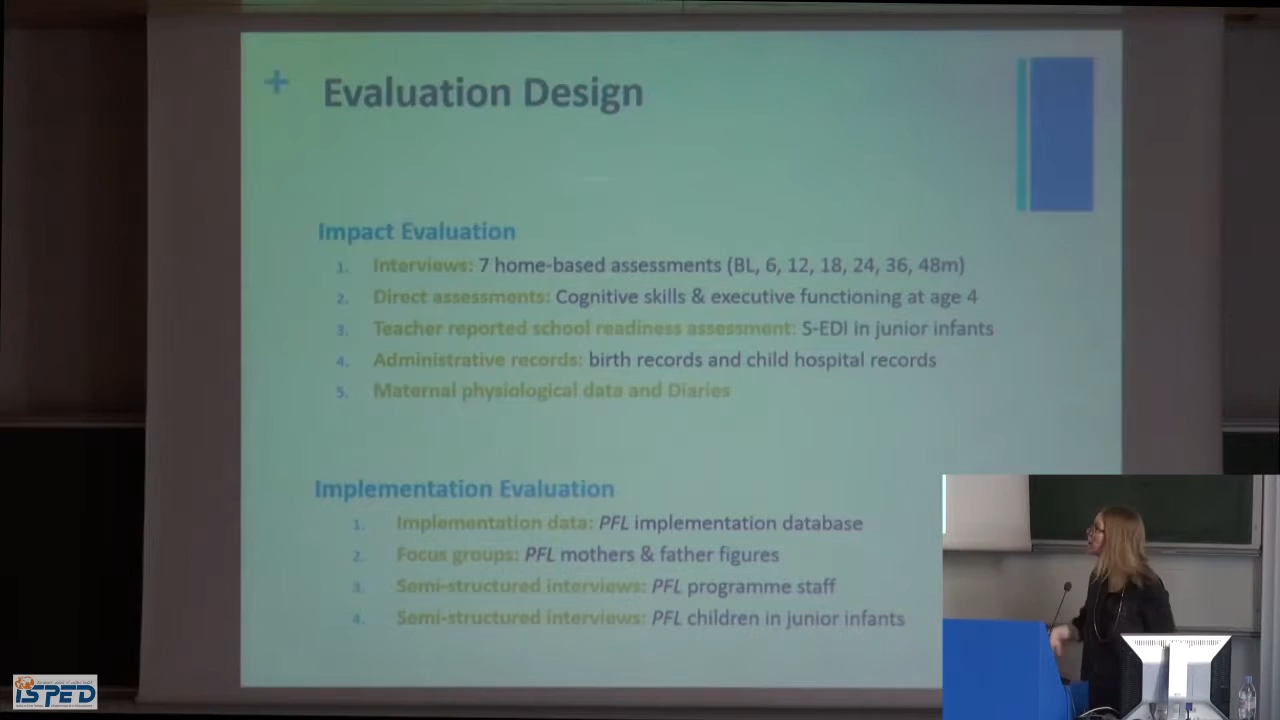 + Evaluation Design
Impact Evaluation
1. Interviews: 7 home-based assessments (BL, 6, 12, 18, 24, 36, 48m)
2. Direct assessments: Cognitive skills & executive functioning at age 4
3. Teacher reported school readiness assessment: S-EDI in junior infants
4. Administrative records: birth records and child hospital records
5. Maternal physiological data and Diaries
Implementation Evaluation
1. Implementation data: PFL implementation database
2. Focus groups: PFL mothers & father figures
3. Semi-structured interviews: PFL programme staff
4. Semi-structured interviews: PFL children in junior infants
ISPED